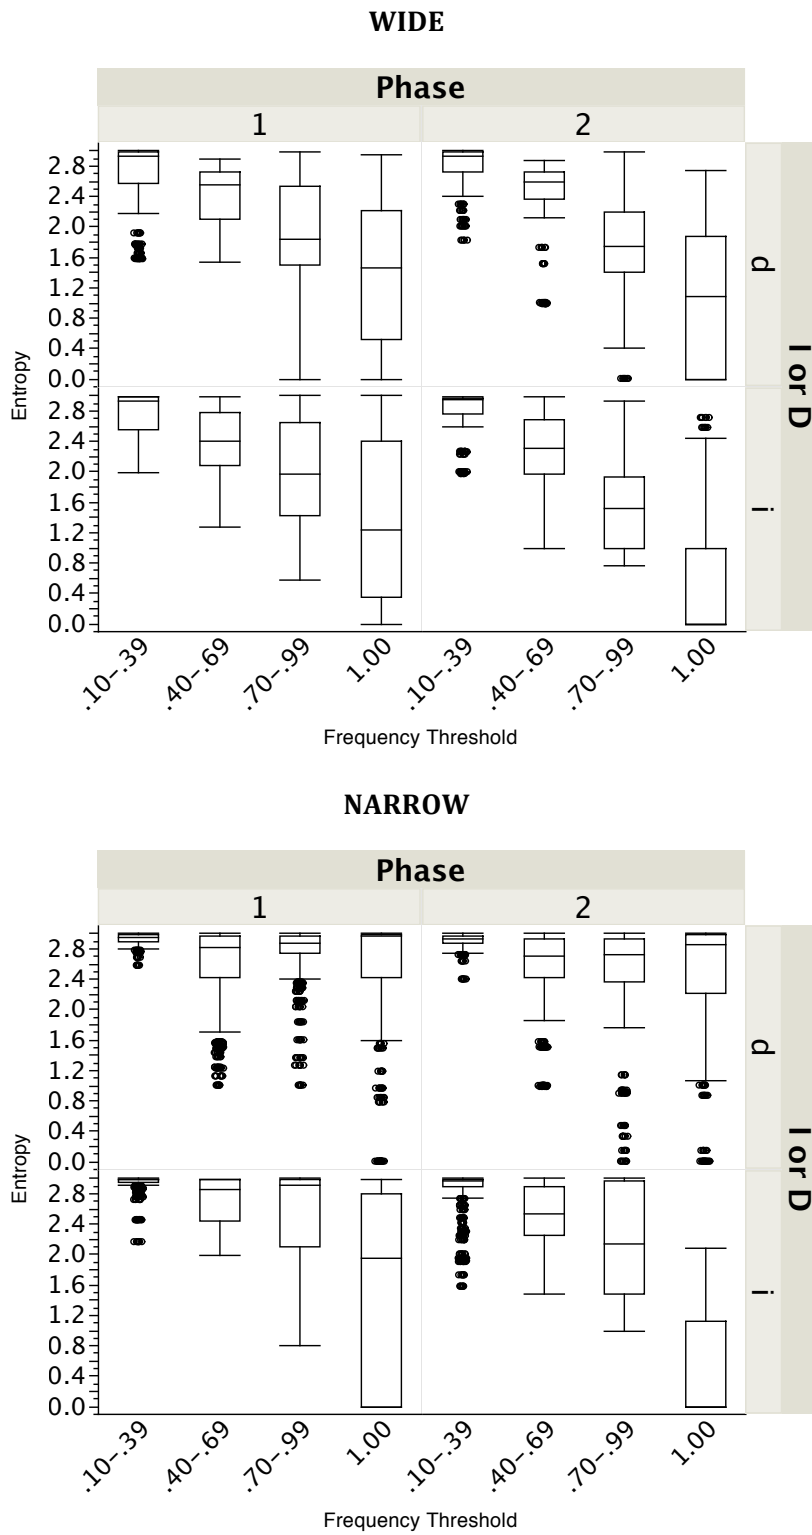 WIDE
Phase
1 2
2.8
2.4
2.0
1.6
1.2
0.8
0.4
0.0
d
Entropy
I or D
2.8
2.4
2.0
1.6
1.2
0.8
0.4
0.0
i
.10–.39 .40–.69 .70–.99 1.00 .10–.39 .40–.69 .70–.99 1.00
Frequency Threshold
NARROW
Phase
1 2
2.8
2.4
2.0
1.6
1.2
0.8
0.4
0.0
d
Entropy
I or D
2.8
2.4
2.0
1.6
1.2
0.8
0.4
0.0
i
.10–.39 .40–.69 .70–.99 1.00 .10–.39 .40–.69 .70–.99 1.00
Frequency Threshold